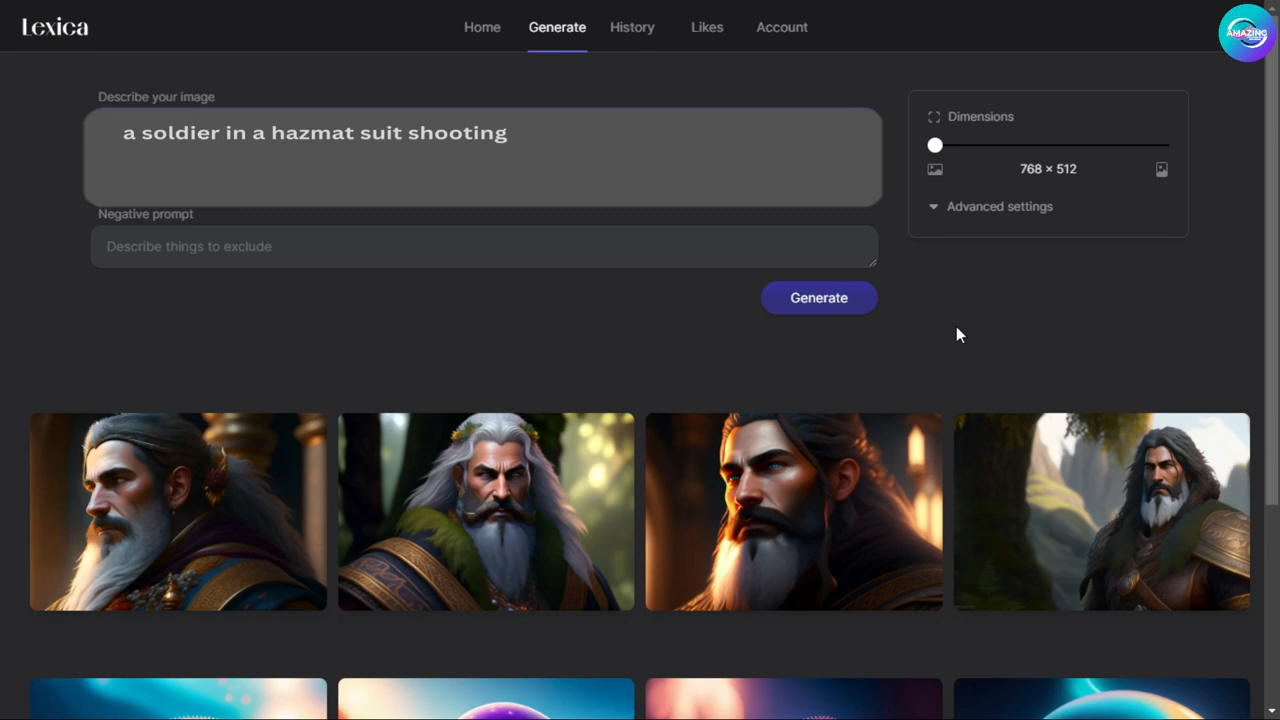 Lexica
Home
Generate
History
Likes
Account
AMAZING
Describe your image
a soldier in a hazmat suit shooting
Negative prompt
Describe things to exclude
Generate
Dimensions
768 × 512
Advanced settings